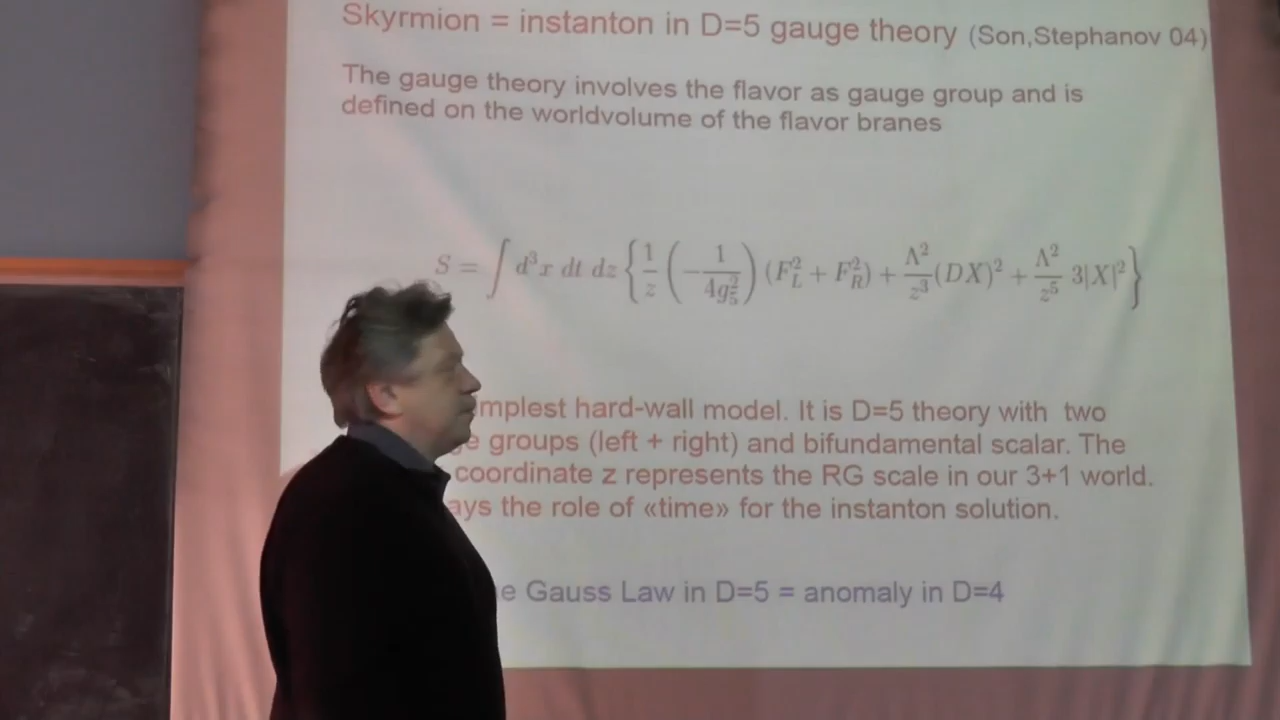 Skyrmion = instanton in D=5 gauge theory (Son,Stephanov 04)
The gauge theory involves the flavor as gauge group and is
defined on the worldvolume of the flavor branes
S = ∫ d³x dt dz { 1/z ( − 1/4g₅² ) (F_L² + F_R²) + Λ²/z³ (DX)² + Λ²/z⁵ 3|X|² }
mplest hard-wall model. It is D=5 theory with two
e groups (left + right) and bifundamental scalar. The
coordinate z represents the RG scale in our 3+1 world.
ays the role of «time» for the instanton solution.
e Gauss Law in D=5 = anomaly in D=4